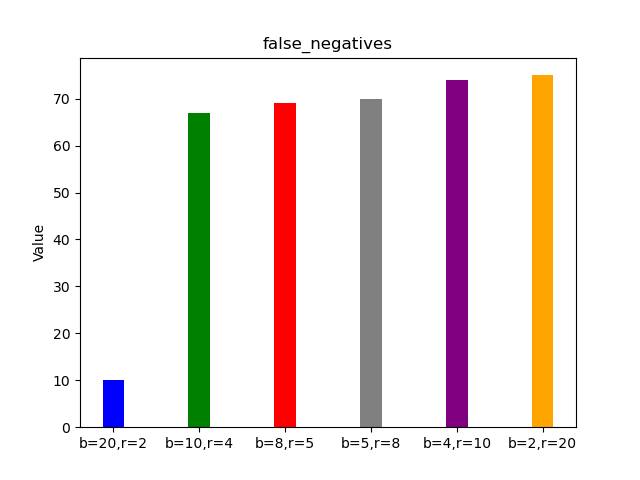 false_negatives
Value
70
60
50
40
30
20
10
0
b=20,r=2 b=10,r=4 b=8,r=5 b=5,r=8 b=4,r=10 b=2,r=20